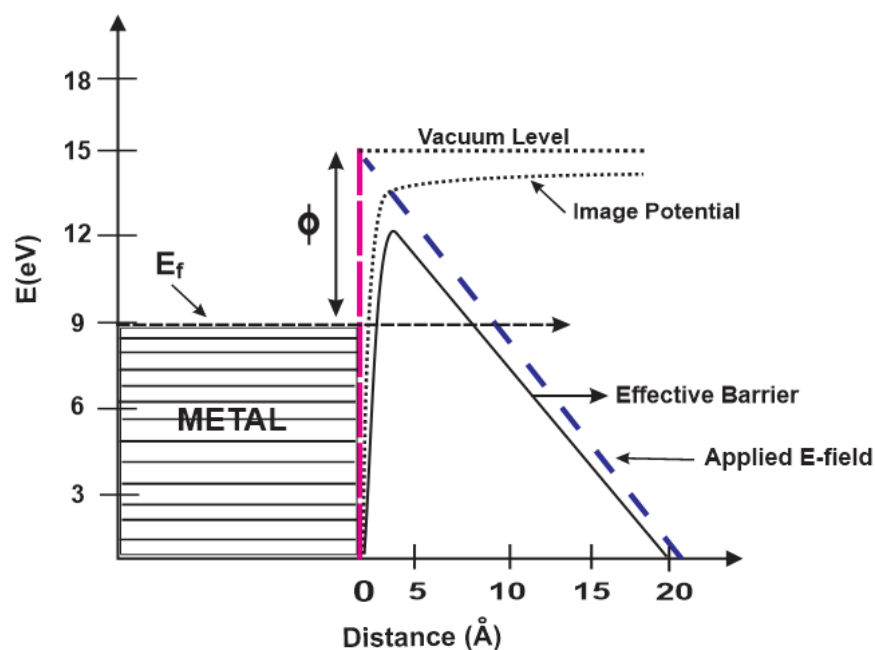 18
15
12
9
6
3
E(eV)
Vacuum Level
Image Potential
ϕ
E_f
METAL
Effective Barrier
Applied E-field
0 5 10 15 20
Distance (Å)